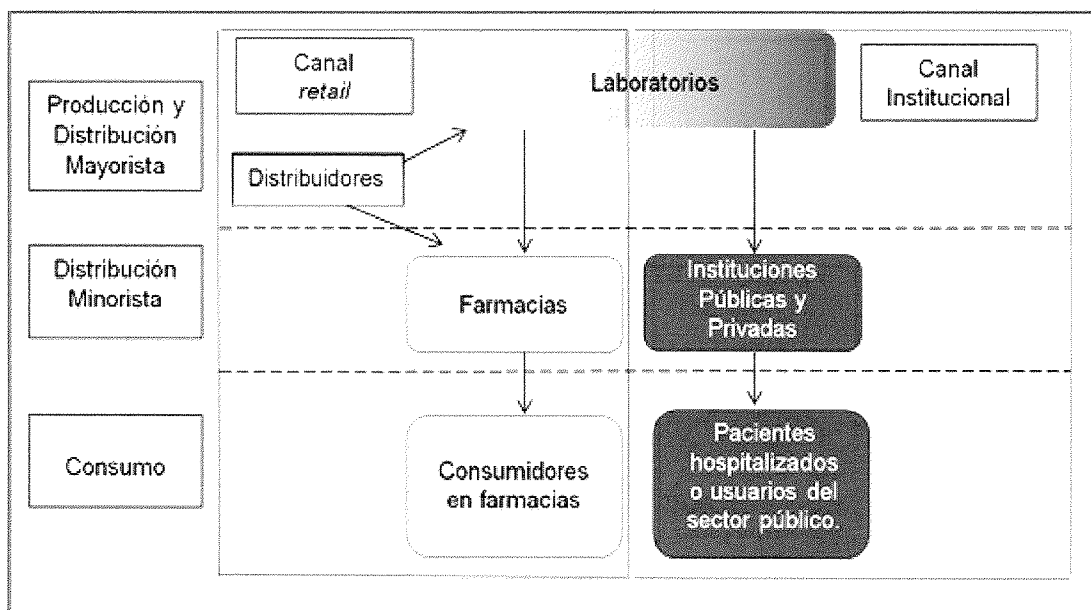 Canal
retail
Laboratorios
Canal
Institucional
Producción y
Distribución
Mayorista
Distribuidores
Distribución
Minorista
Farmacias
Instituciones
Públicas y
Privadas
Consumo
Consumidores
en farmacias
Pacientes
hospitalizados
o usuarios del
sector público.